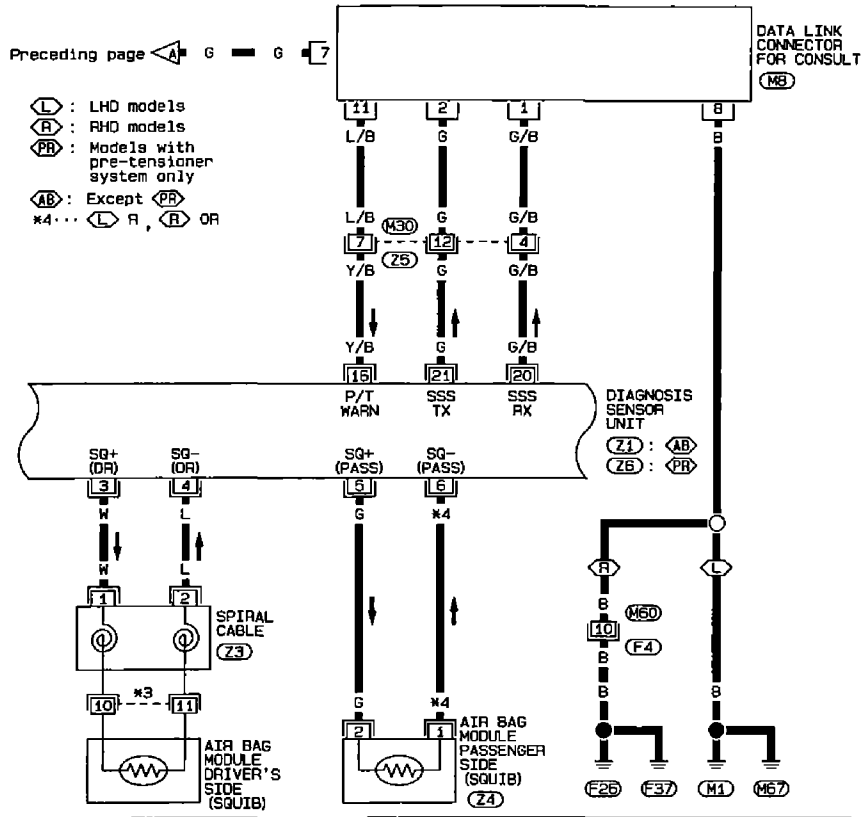 Preceding page A G G 7
DATA LINK
CONNECTOR
FOR CONSULT
M8
11 2 1 8
L/B G G/B B
L : LHD models
R : RHD models
PR : Models with
pre-tensioner
system only
AB : Except PR
*4··· L R , R OR
L/B G G/B
M30
7 12 4
Z5
Y/B G G/B
Y/B G G/B
16 21 20
P/T WARN
SSS TX
SSS RX
DIAGNOSIS
SENSOR
UNIT
Z1 : AB
Z6 : PR
SQ+ (DR)
SQ- (DR)
SQ+ (PASS)
SQ- (PASS)
3 4 5 6
W L G *4
W L
1 2
SPIRAL
CABLE
Z3
R L
B
M60
10
F4
B
B B
*3
10 11
G *4
2 1
AIR BAG
MODULE
DRIVER'S
SIDE
(SQUIB)
AIR BAG
MODULE
PASSENGER
SIDE
(SQUIB)
Z4
F26 F37 M1 M67